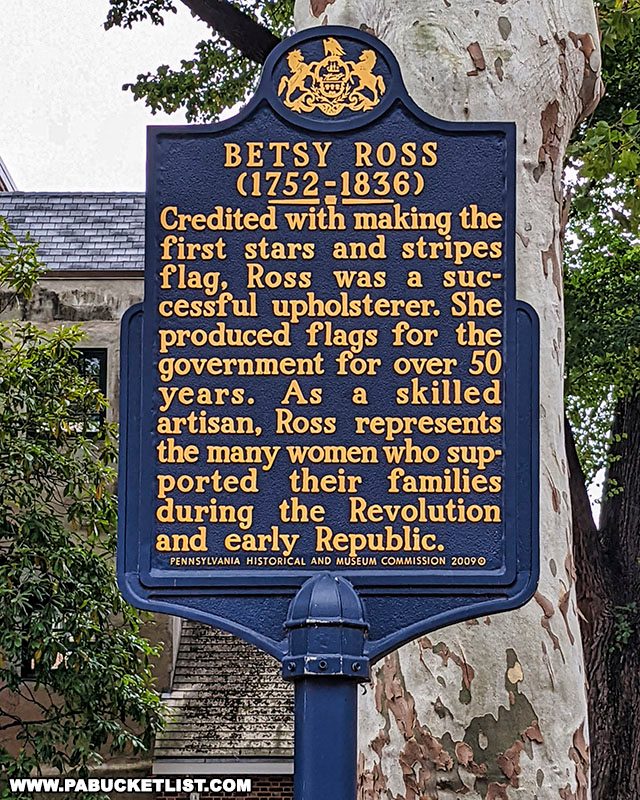 BETSY ROSS
(1752-1836)
Credited with making the
first stars and stripes
flag, Ross was a suc-
cessful upholsterer. She
produced flags for the
government for over 50
years. As a skilled
artisan, Ross represents
the many women who sup-
ported their families
during the Revolution
and early Republic.
PENNSYLVANIA HISTORICAL AND MUSEUM COMMISSION 2009
WWW.PABUCKETLIST.COM